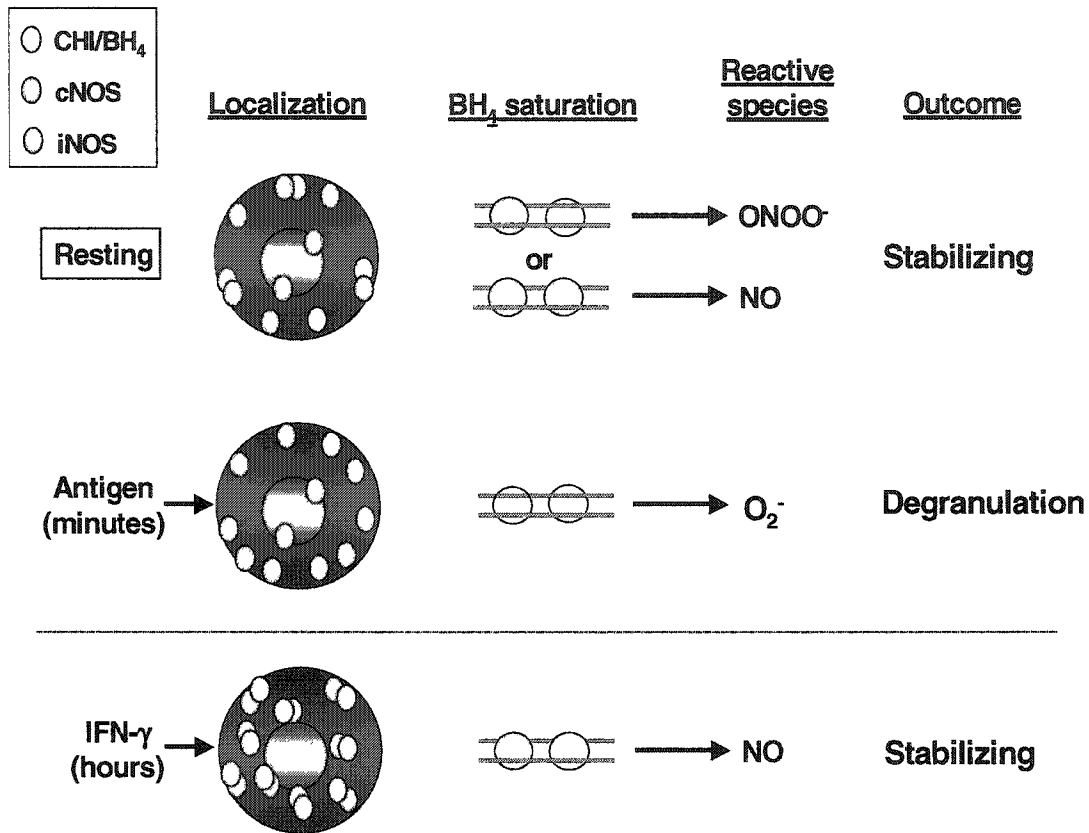 CHI/BH₄
cNOS
iNOS
Localization
BH₄ saturation
Reactive
species
Outcome
Resting
or
ONOO⁻
NO
Stabilizing
Antigen
(minutes)
O₂⁻
Degranulation
IFN-γ
(hours)
NO
Stabilizing